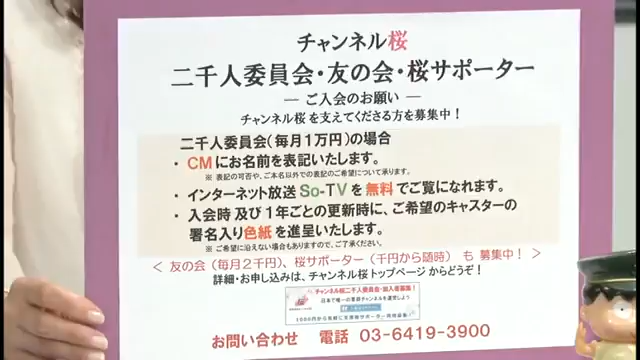 チャンネル桜
二千人委員会・友の会・桜サポーター
― ご入会のお願い ―
チャンネル桜を支えてくださる方を募集中！
二千人委員会（毎月１万円）の場合
・ CMにお名前を表記いたします。
※ 表記の可否や、ご本名以外での表記のご希望について承ります。
・ インターネット放送So-TVを無料でご覧になれます。
・ 入会時及び１年ごとの更新時に、ご希望のキャスターの
署名入り色紙を進呈いたします。
※ ご希望に沿えない場合もありますので、ご了承ください。
＜ 友の会（毎月２千円）、桜サポーター（千円から随時） も 募集中！ ＞
詳細・お申し込みは、チャンネル桜トップページからどうぞ！
チャンネル桜二千人委員会・加入者募集！
日本で唯一の草莽チャンネルを運営しよう
お問い合わせ 電話 03-6419-3900